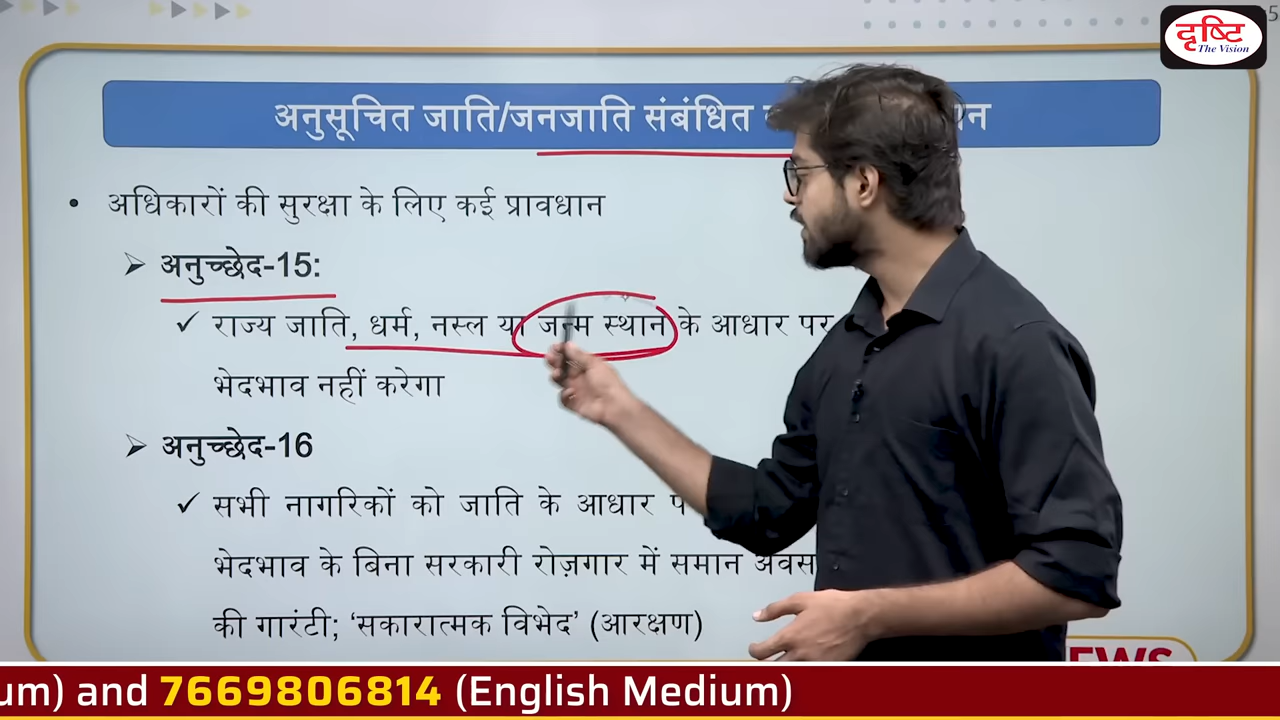 दृष्टि
The Vision
अनुसूचित जाति/जनजाति संबंधित
• अधिकारों की सुरक्षा के लिए कई प्रावधान
➢ अनुच्छेद-15:
✓ राज्य जाति, धर्म, नस्ल या जन्म स्थान के आधार पर
भेदभाव नहीं करेगा
➢ अनुच्छेद-16
✓ सभी नागरिकों को जाति के आधार
भेदभाव के बिना सरकारी रोज़गार में समान
की गारंटी; ‘सकारात्मक विभेद’ (आरक्षण)
um) and 7669806814 (English Medium)